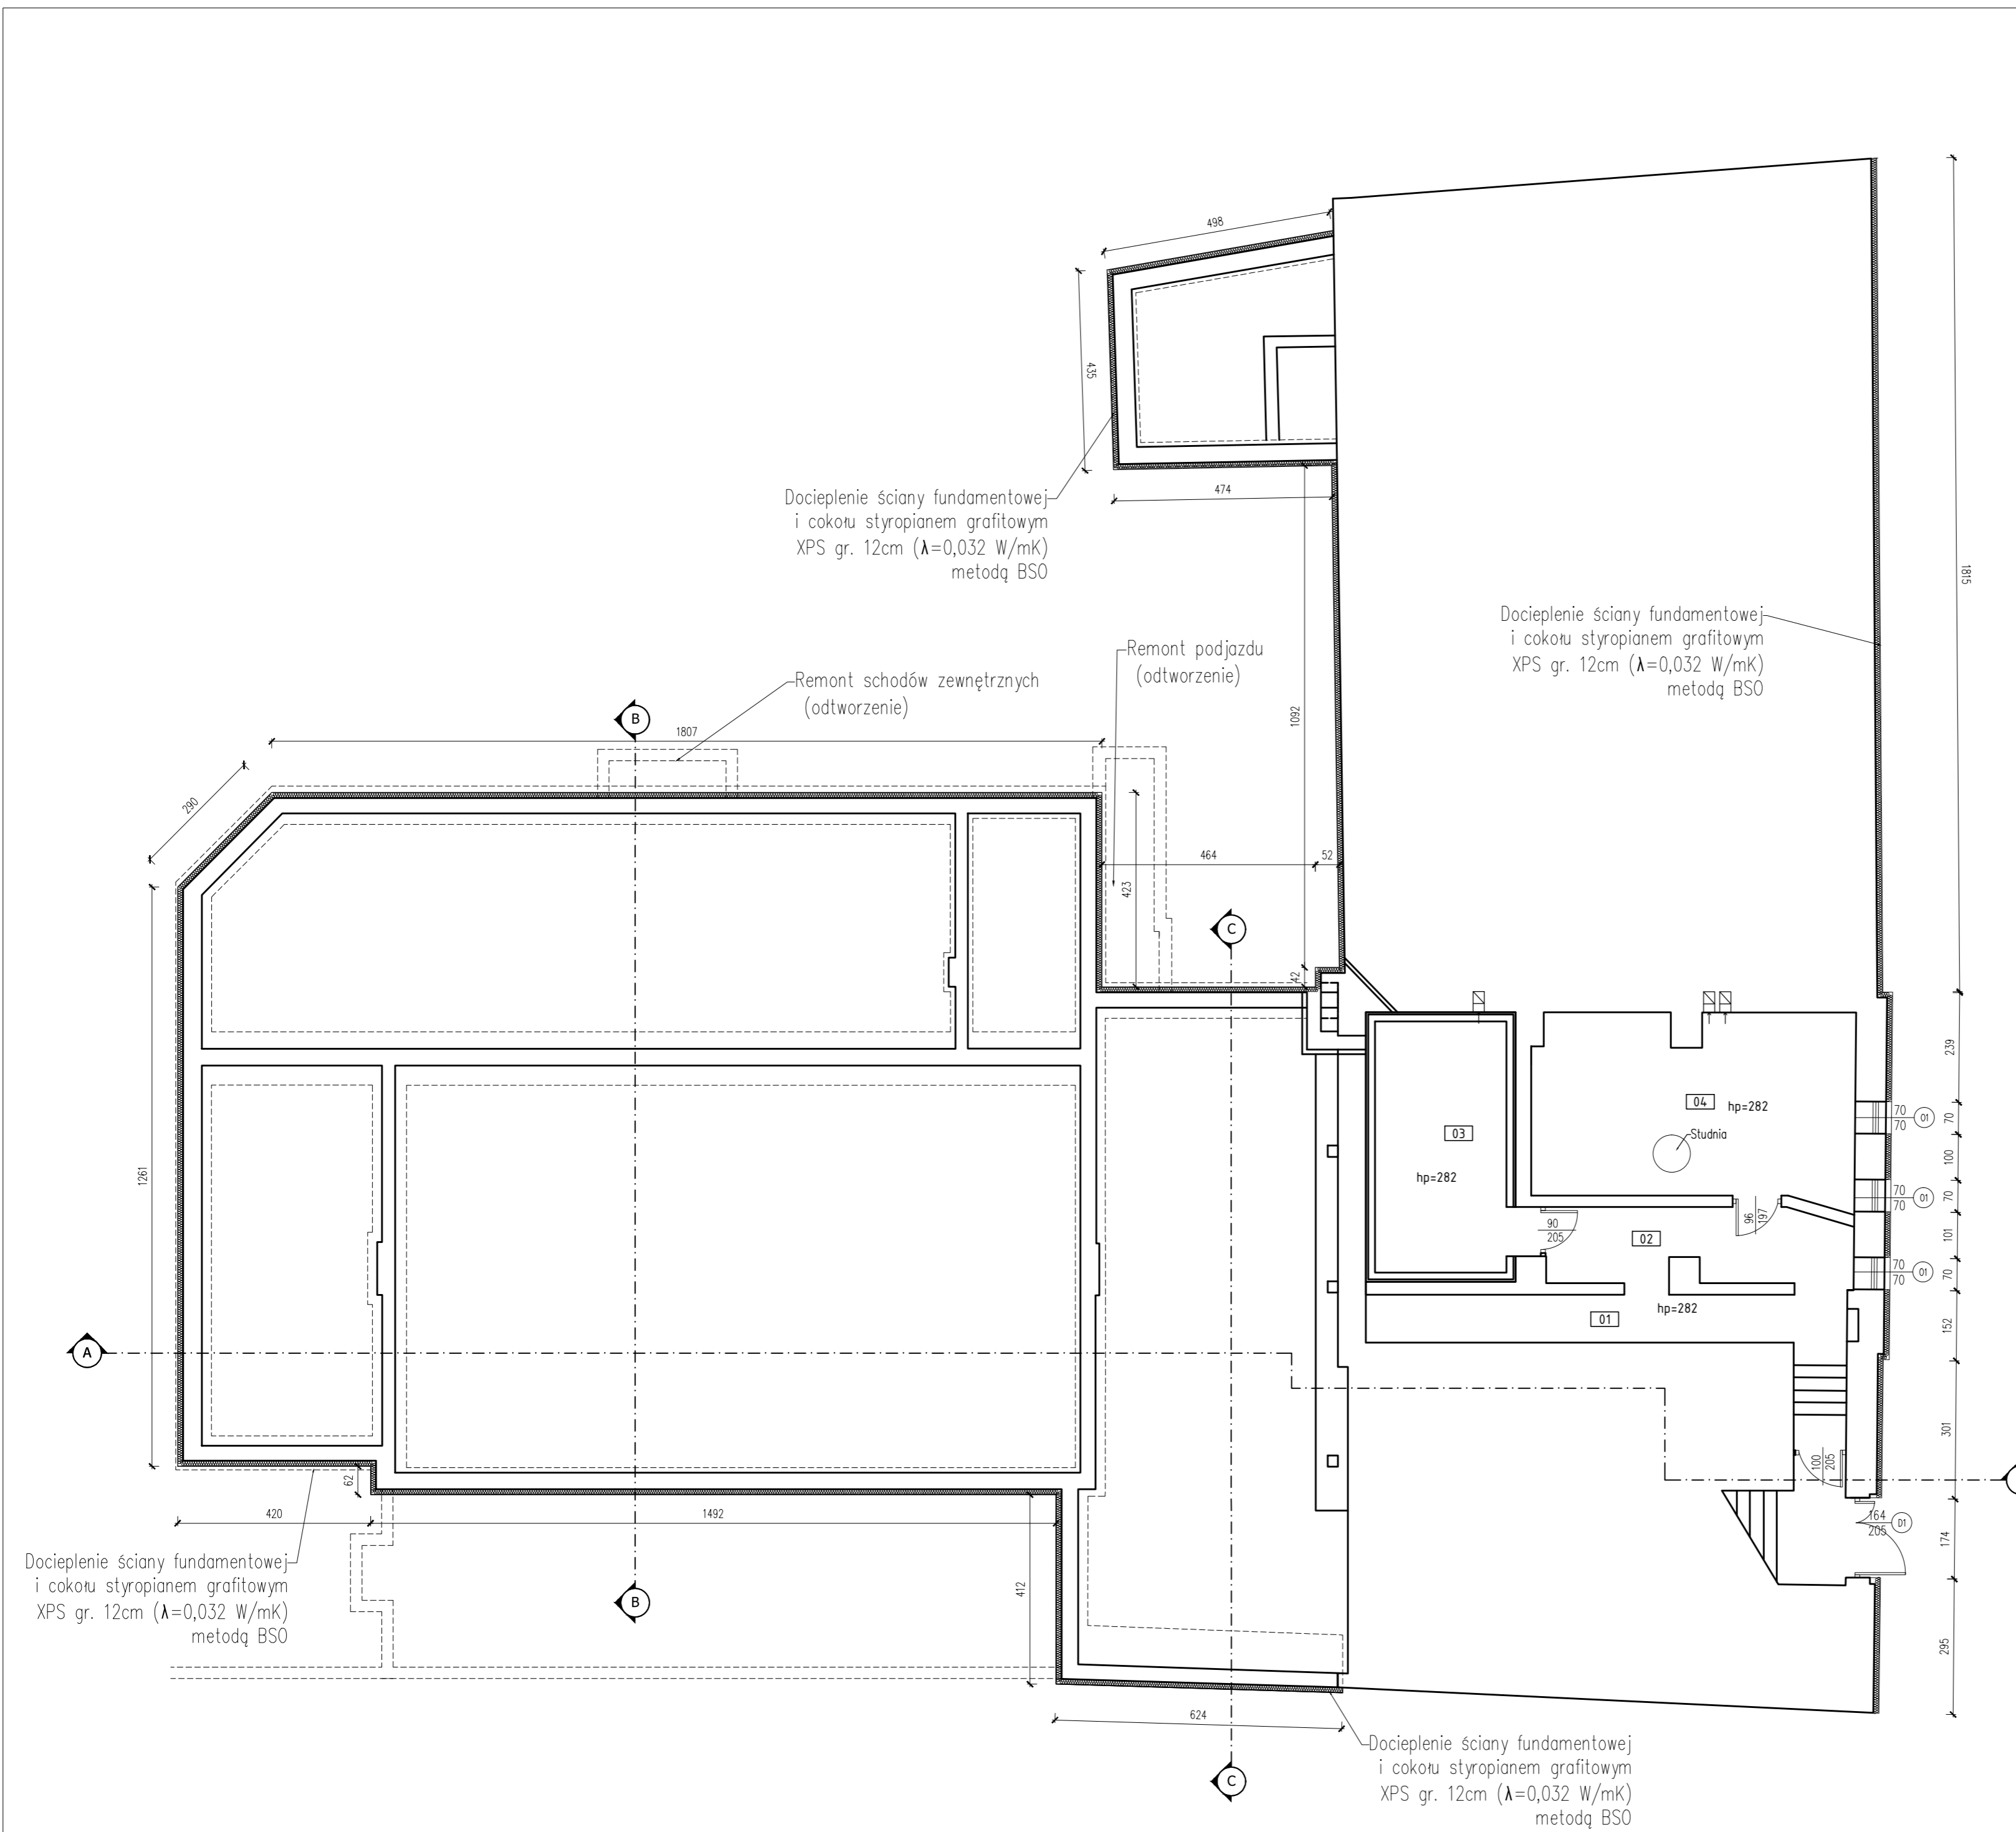 498
435
474
Docieplenie ściany fundamentowej
i cokołu styropianem grafitowym
XPS gr. 12cm (λ=0,032 W/mK)
metodą BSO
1815
Docieplenie ściany fundamentowej
i cokołu styropianem grafitowym
XPS gr. 12cm (λ=0,032 W/mK)
metodą BSO
Remont podjazdu
(odtworzenie)
Remont schodów zewnętrznych
(odtworzenie)
1092
B
1807
290
464
52
423
C
42
239
04
hp=282
70
70
01
70
03
Studnia
100
hp=282
1261
70
70
01
70
96
197
90
205
02
101
70
70
01
70
hp=282
01
152
A
301
100
205
62
420
1492
164
205
D1
174
Docieplenie ściany fundamentowej
i cokołu styropianem grafitowym
XPS gr. 12cm (λ=0,032 W/mK)
metodą BSO
412
B
295
624
Docieplenie ściany fundamentowej
i cokołu styropianem grafitowym
XPS gr. 12cm (λ=0,032 W/mK)
metodą BSO
C